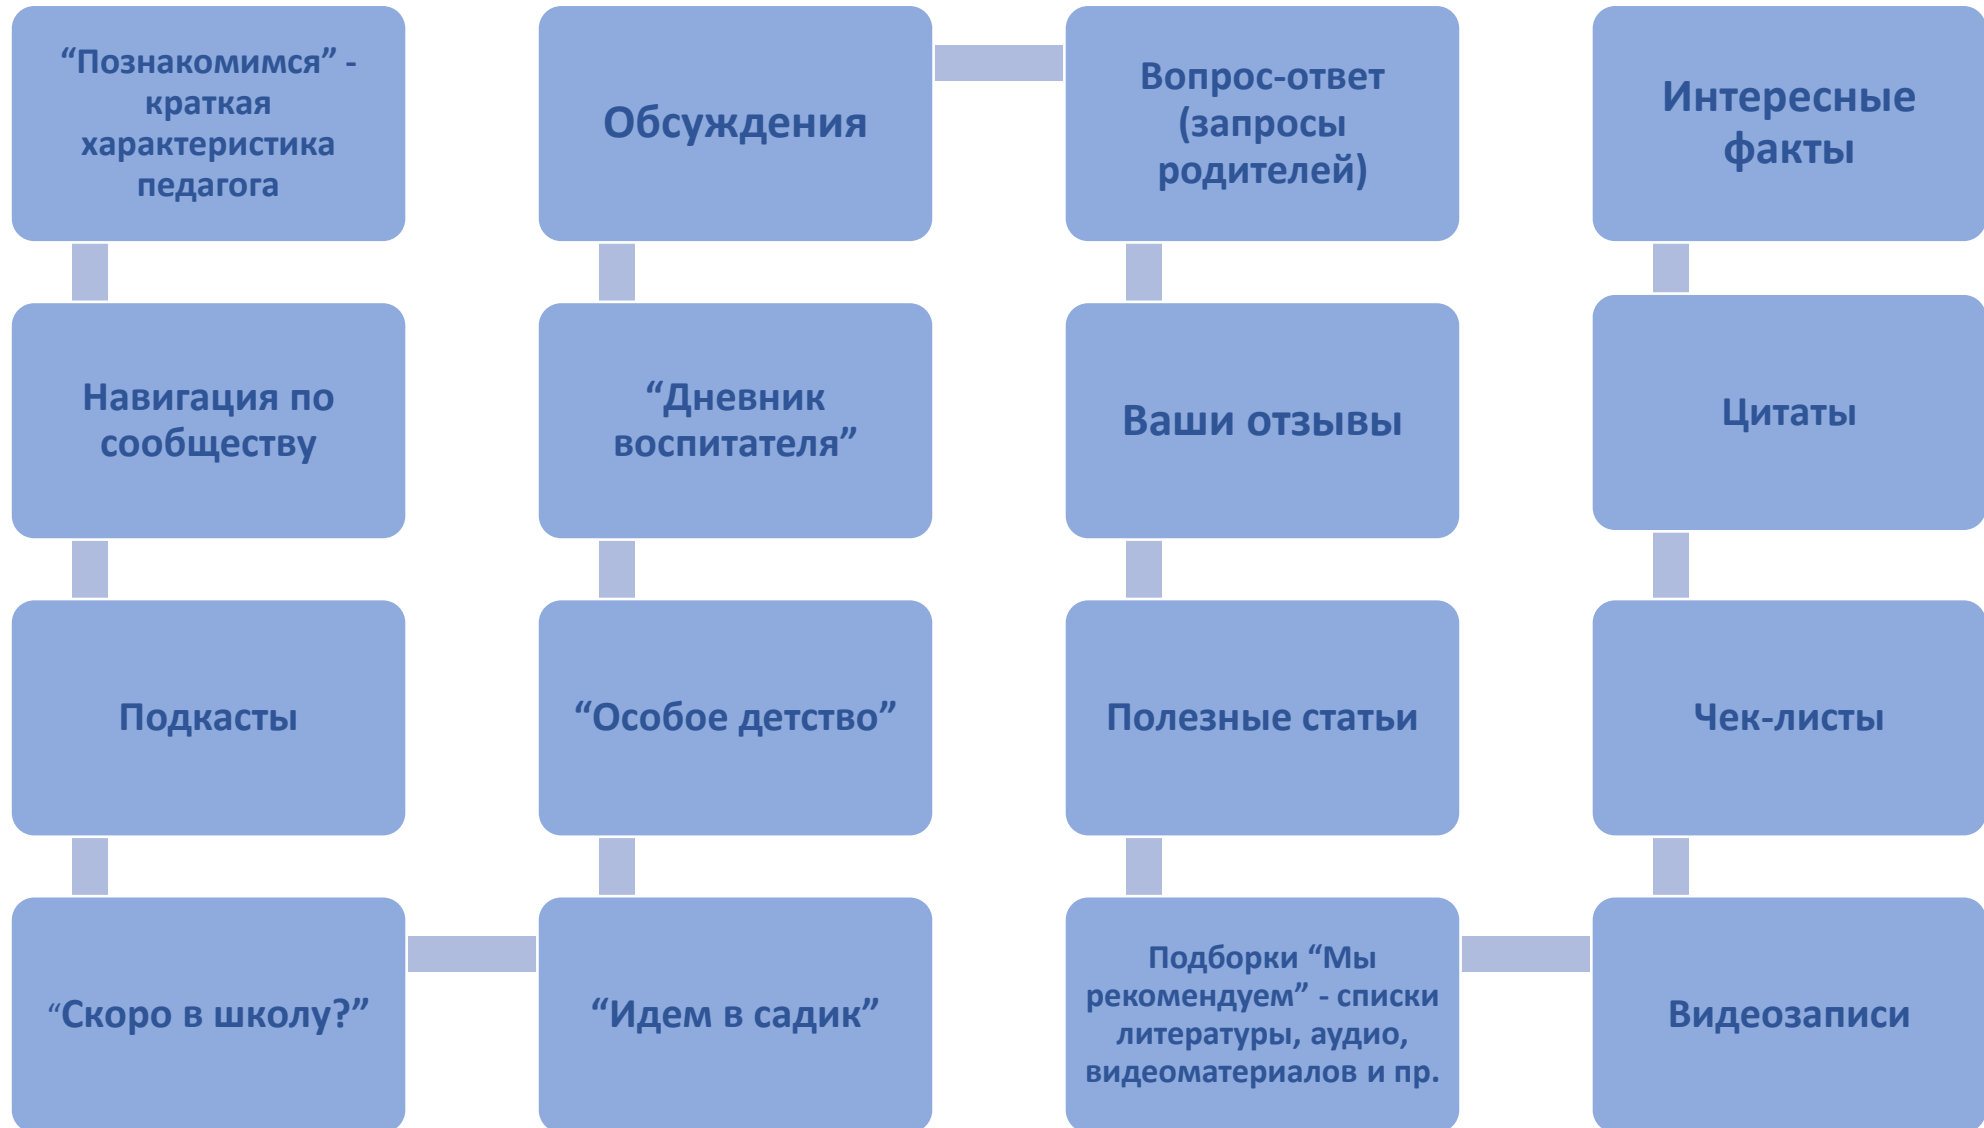 “Познакомимся” -
краткая
характеристика
педагога
Навигация по
сообществу
Подкасты
“Скоро в школу?”
“Идем в садик”
“Особое детство”
“Дневник
воспитателя”
Обсуждения
Вопрос-ответ
(запросы
родителей)
Ваши отзывы
Полезные статьи
Подборки “Мы
рекомендуем” - списки
литературы, аудио,
видеоматериалов и пр.
Видеозаписи
Чек-листы
Цитаты
Интересные
факты